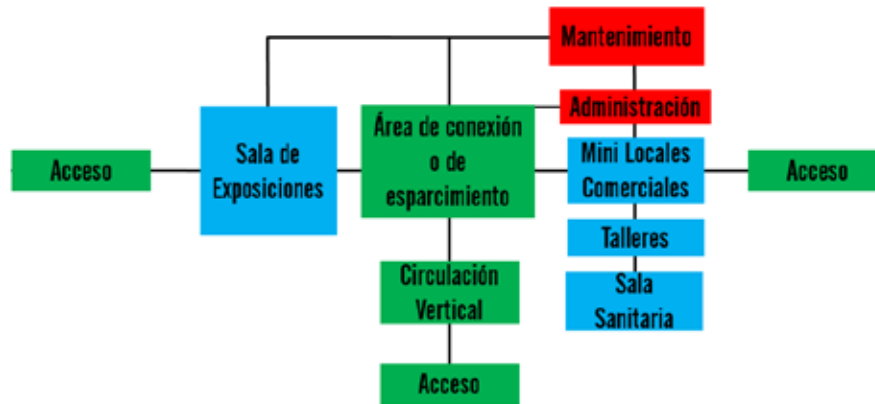 Mantenimiento
Administración
Área de conexión
o de
esparcimiento
Sala de
Exposiciones
Acceso
Mini Locales
Comerciales
Acceso
Talleres
Circulación
Vertical
Sala
Sanitaria
Acceso